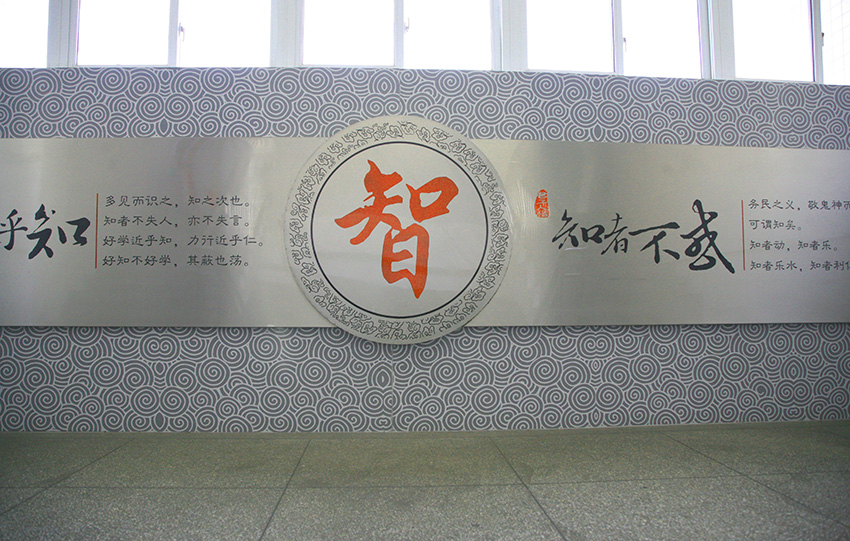 乎知
多见而识之，知之次也。
知者不失人，亦不失言。
好学近乎知，力行近乎仁。
好知不好学，其蔽也荡。
智
知者不惑
务民之义，敬鬼神而
可谓知矣。
知者动，知者乐。
知者乐水，知者利仁